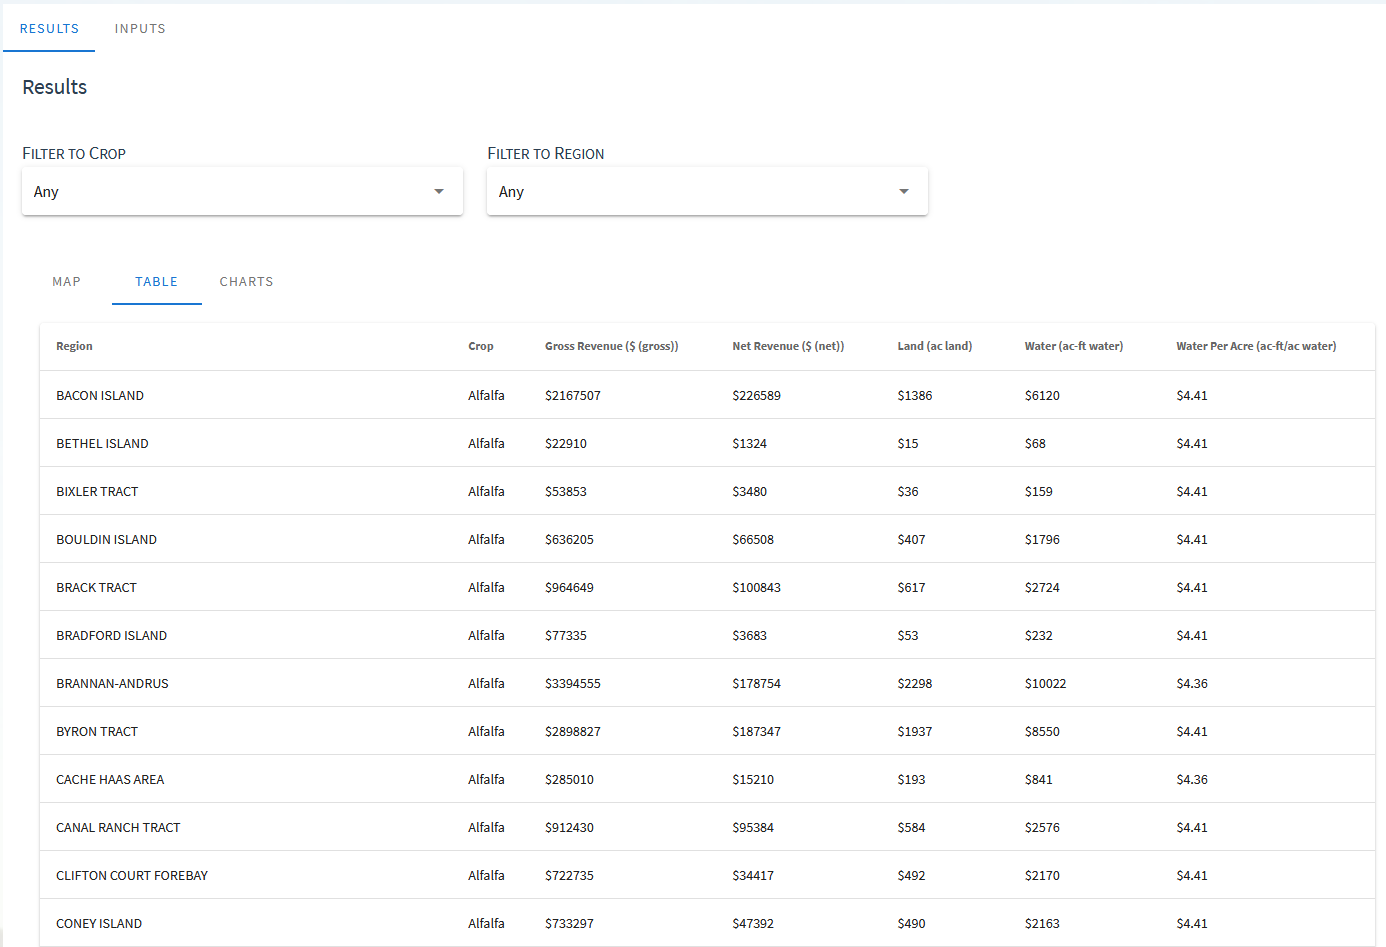 RESULTS INPUTS
Results
FILTER TO CROP FILTER TO REGION
Any Any
MAP TABLE CHARTS
Region Crop Gross Revenue ($ (gross)) Net Revenue ($ (net)) Land (ac land) Water (ac-ft water) Water Per Acre (ac-ft/ac water)
BACON ISLAND Alfalfa $2167507 $226589 $1386 $6120 $4.41
BETHEL ISLAND Alfalfa $22910 $1324 $15 $68 $4.41
BIXLER TRACT Alfalfa $53853 $3480 $36 $159 $4.41
BOULDIN ISLAND Alfalfa $636205 $66508 $407 $1796 $4.41
BRACK TRACT Alfalfa $964649 $100843 $617 $2724 $4.41
BRADFORD ISLAND Alfalfa $77335 $3683 $53 $232 $4.41
BRANNAN-ANDRUS Alfalfa $3394555 $178754 $2298 $10022 $4.36
BYRON TRACT Alfalfa $2898827 $187347 $1937 $8550 $4.41
CACHE HAAS AREA Alfalfa $285010 $15210 $193 $841 $4.36
CANAL RANCH TRACT Alfalfa $912430 $95384 $584 $2576 $4.41
CLIFTON COURT FOREBAY Alfalfa $722735 $34417 $492 $2170 $4.41
CONEY ISLAND Alfalfa $733297 $47392 $490 $2163 $4.41